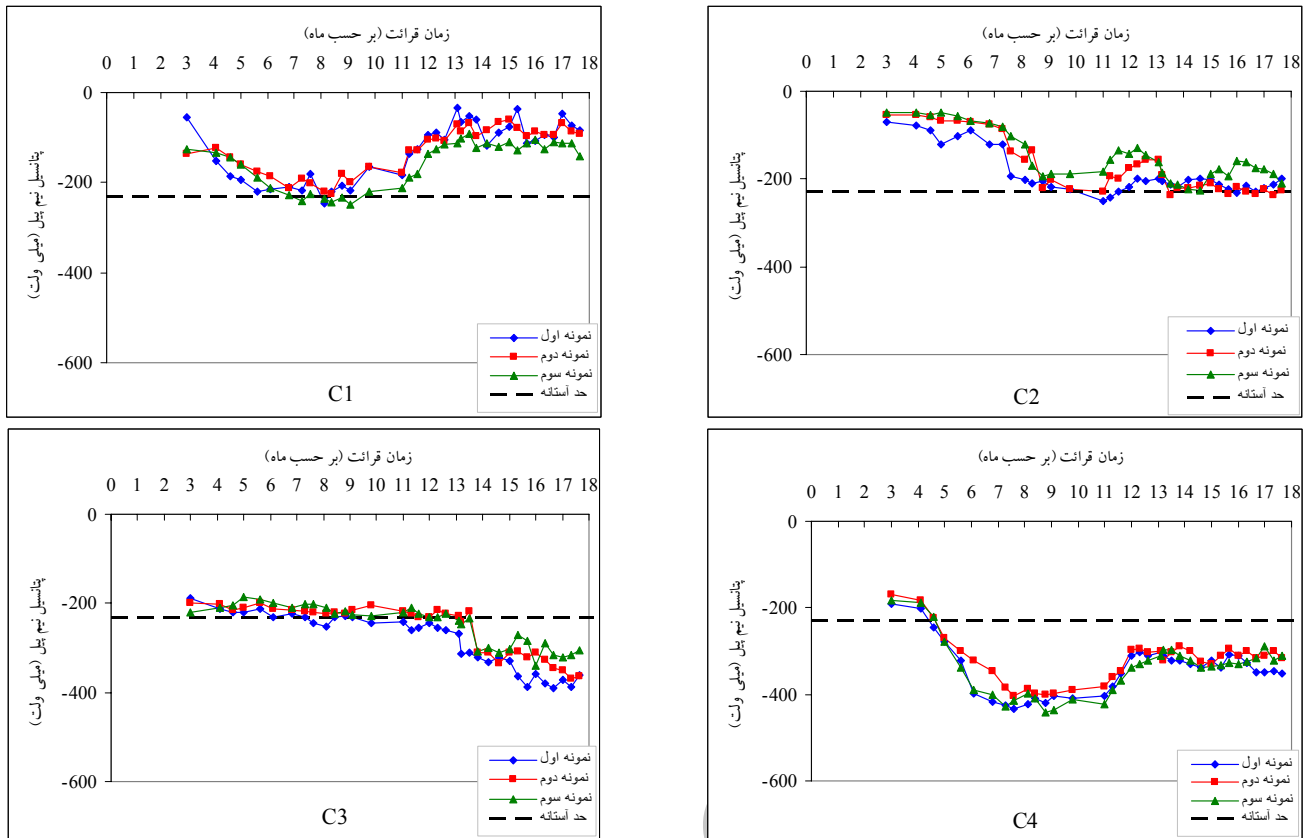 زمان قرائت (بر حسب ماه)
0 1 2 3 4 5 6 7 8 9 10 11 12 13 14 15 16 17 18
0
-200
-400
-600
پتانسیل نیم پیل (میلی ولت)
نمونه اول
نمونه دوم
نمونه سوم
حد آستانه
C1
زمان قرائت (بر حسب ماه)
0 1 2 3 4 5 6 7 8 9 10 11 12 13 14 15 16 17 18
0
-200
-400
-600
پتانسیل نیم پیل (میلی ولت)
نمونه اول
نمونه دوم
نمونه سوم
حد آستانه
C2
زمان قرائت (بر حسب ماه)
0 1 2 3 4 5 6 7 8 9 10 11 12 13 14 15 16 17 18
0
-200
-400
-600
پتانسیل نیم پیل (میلی ولت)
نمونه اول
نمونه دوم
نمونه سوم
حد آستانه
C3
زمان قرائت (بر حسب ماه)
0 1 2 3 4 5 6 7 8 9 10 11 12 13 14 15 16 17 18
0
-200
-400
-600
پتانسیل نیم پیل (میلی ولت)
نمونه اول
نمونه دوم
نمونه سوم
حد آستانه
C4